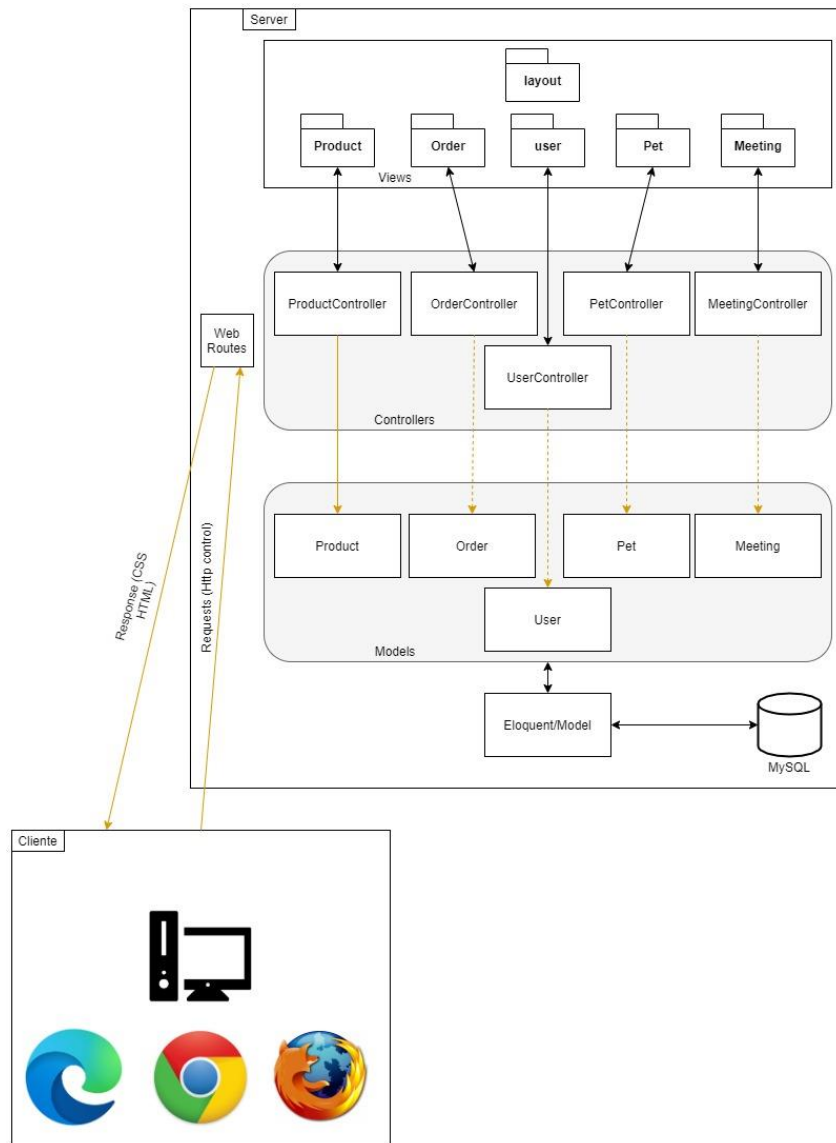 Server
layout
Product
Order
user
Pet
Meeting
Views
ProductController
OrderController
PetController
MeetingController
Web
Routes
UserController
Controllers
Product
Order
Pet
Meeting
User
Models
Response (CSS
HTML)
Requests (Http control)
Eloquent/Model
MySQL
Cliente